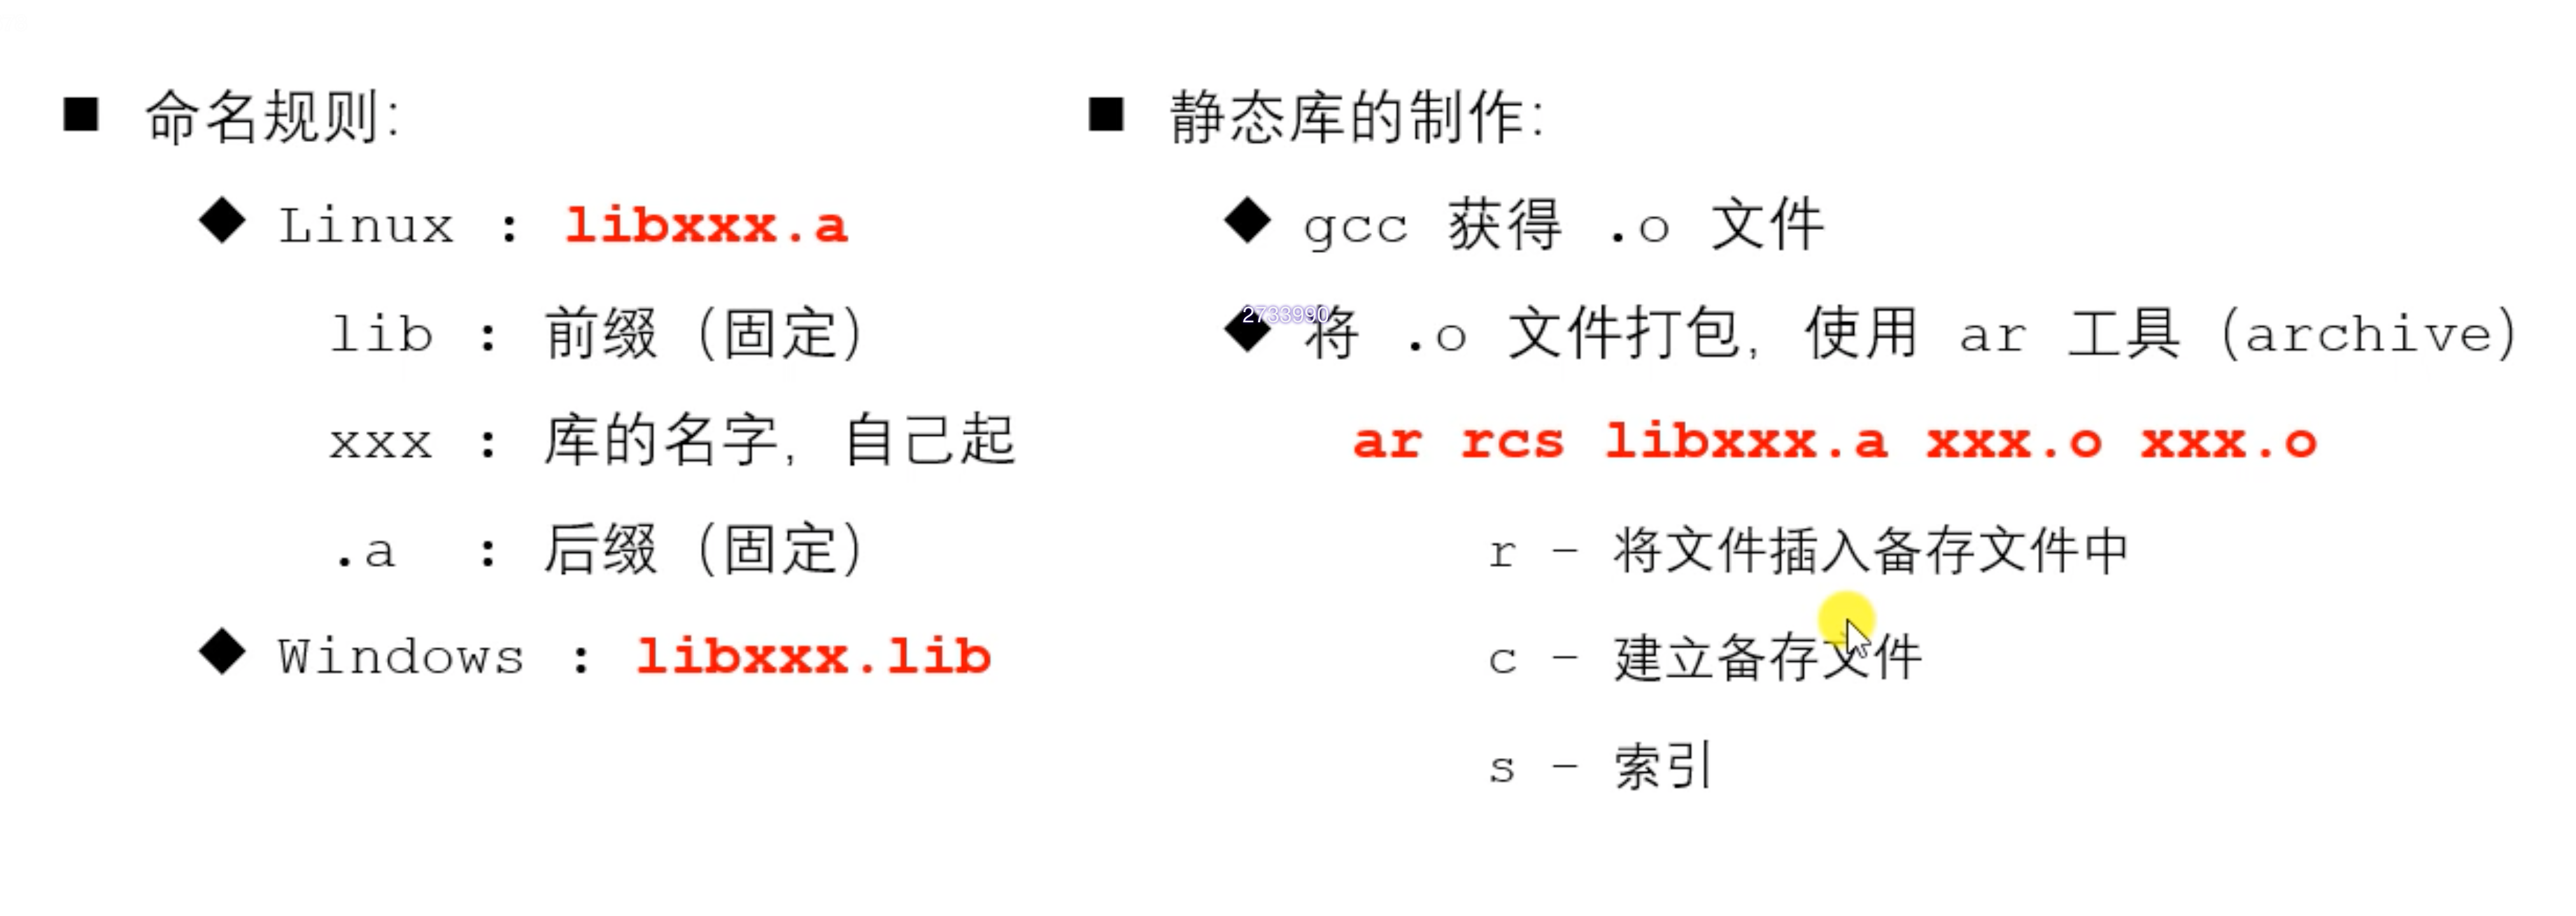 命名规则：
Linux : libxxx.a
lib : 前缀（固定）
xxx : 库的名字，自己起
.a : 后缀（固定）
Windows : libxxx.lib
静态库的制作：
gcc 获得 .o 文件
2733990
将 .o 文件打包，使用 ar 工具（archive）
ar rcs libxxx.a xxx.o xxx.o
r - 将文件插入备存文件中
c - 建立备存文件
s - 索引